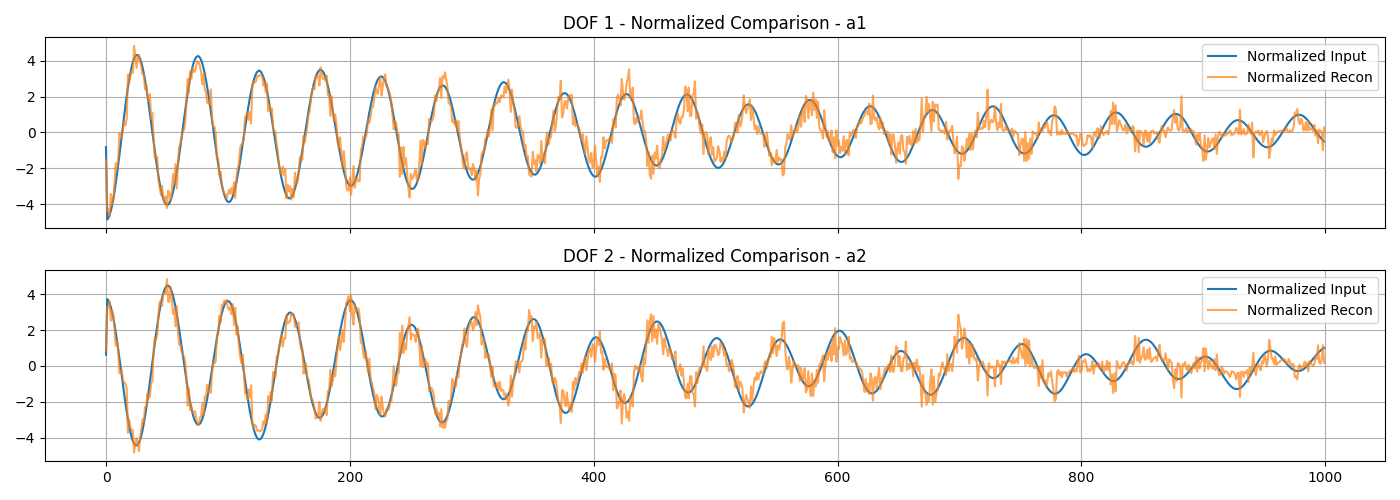 DOF 1 - Normalized Comparison - a1
4
2
0
−2
−4
Normalized Input
Normalized Recon
DOF 2 - Normalized Comparison - a2
4
2
0
−2
−4
Normalized Input
Normalized Recon
0 200 400 600 800 1000